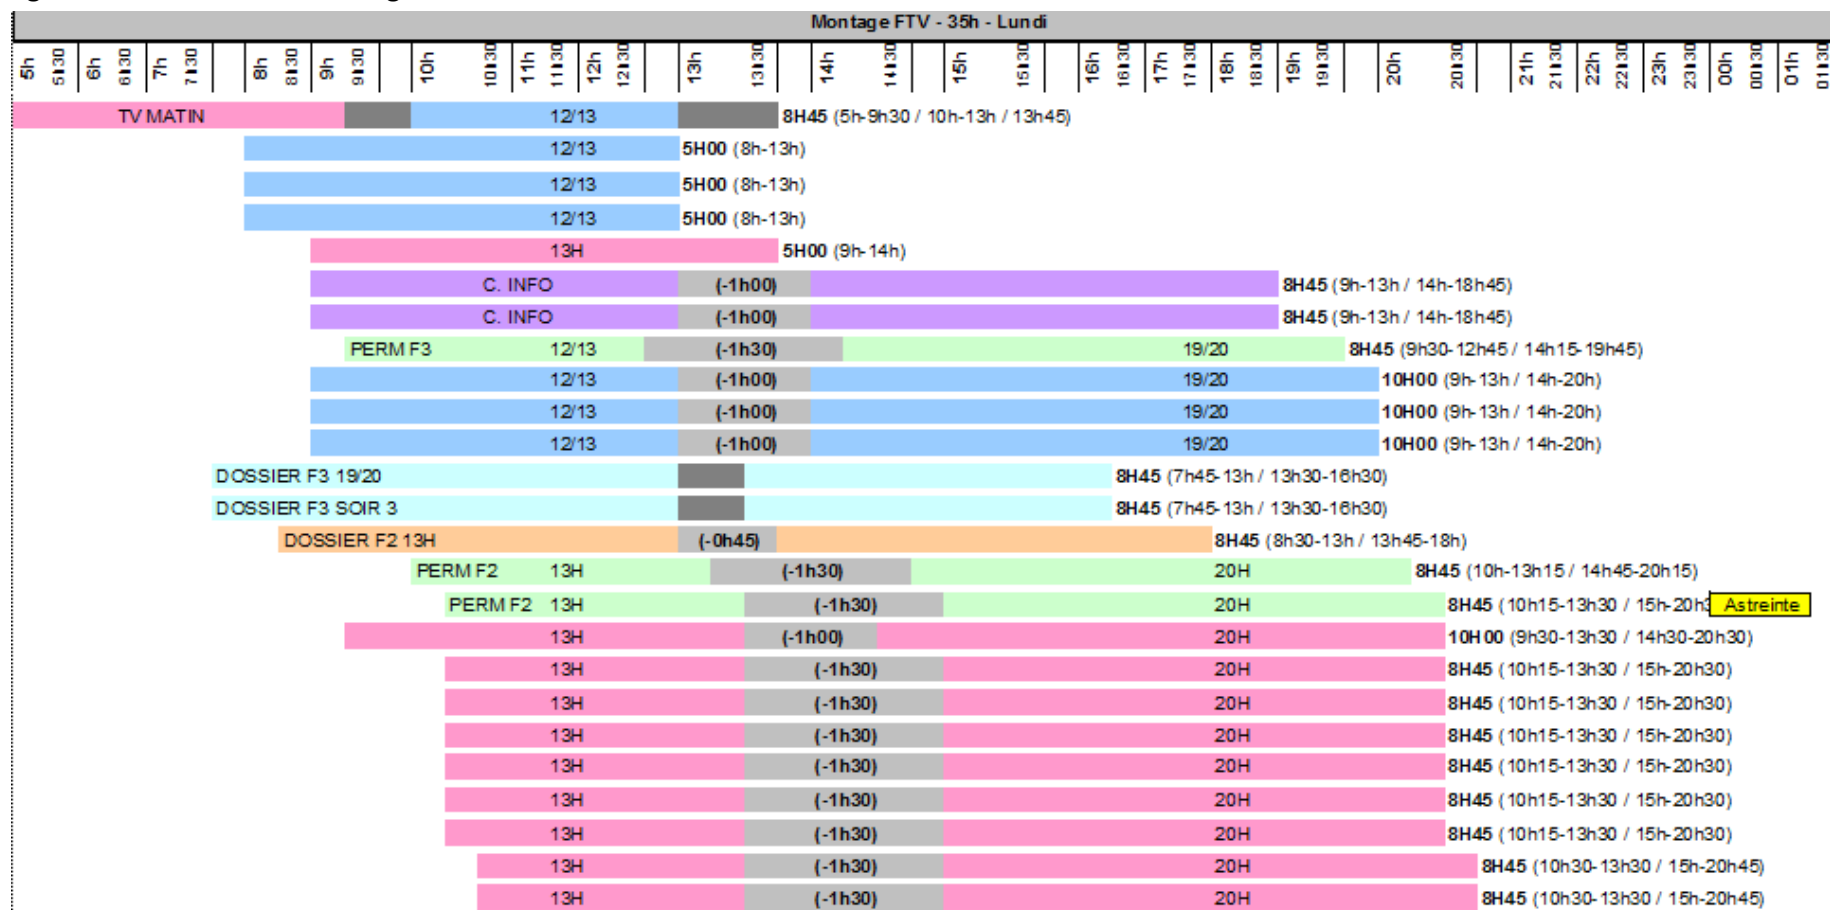 Montage FTV - 35h - Lundi
5h 5h30 6h 6h30 7h 7h30 8h 8h30 9h 9h30 10h 10h30 11h 11h30 12h 12h30 13h 13h30 14h 14h30 15h 15h30 16h 16h30 17h 17h30 18h 18h30 19h 19h30 20h 20h30 21h 21h30 22h 22h30 23h 23h30 00h 00h30 01h 01h30
TV MATIN 12/13 8H45 (5h-9h30 / 10h-13h / 13h45)
12/13 5H00 (8h-13h)
12/13 5H00 (8h-13h)
12/13 5H00 (8h-13h)
13H 5H00 (9h-14h)
C. INFO (-1h00) 8H45 (9h-13h / 14h-18h45)
C. INFO (-1h00) 8H45 (9h-13h / 14h-18h45)
PERM F3 12/13 (-1h30) 19/20 8H45 (9h30-12h45 / 14h15-19h45)
12/13 (-1h00) 19/20 10H00 (9h-13h / 14h-20h)
12/13 (-1h00) 19/20 10H00 (9h-13h / 14h-20h)
12/13 (-1h00) 19/20 10H00 (9h-13h / 14h-20h)
DOSSIER F3 19/20 8H45 (7h45-13h / 13h30-16h30)
DOSSIER F3 SOIR 3 8H45 (7h45-13h / 13h30-16h30)
DOSSIER F2 13H (-0h45) 8H45 (8h30-13h / 13h45-18h)
PERM F2 13H (-1h30) 20H 8H45 (10h-13h15 / 14h45-20h15)
PERM F2 13H (-1h30) 20H 8H45 (10h15-13h30 / 15h-20h3 Astreinte
13H (-1h00) 20H 10H00 (9h30-13h30 / 14h30-20h30)
13H (-1h30) 20H 8H45 (10h15-13h30 / 15h-20h30)
13H (-1h30) 20H 8H45 (10h15-13h30 / 15h-20h30)
13H (-1h30) 20H 8H45 (10h15-13h30 / 15h-20h30)
13H (-1h30) 20H 8H45 (10h15-13h30 / 15h-20h30)
13H (-1h30) 20H 8H45 (10h15-13h30 / 15h-20h30)
13H (-1h30) 20H 8H45 (10h15-13h30 / 15h-20h30)
13H (-1h30) 20H 8H45 (10h30-13h30 / 15h-20h45)
13H (-1h30) 20H 8H45 (10h30-13h30 / 15h-20h45)